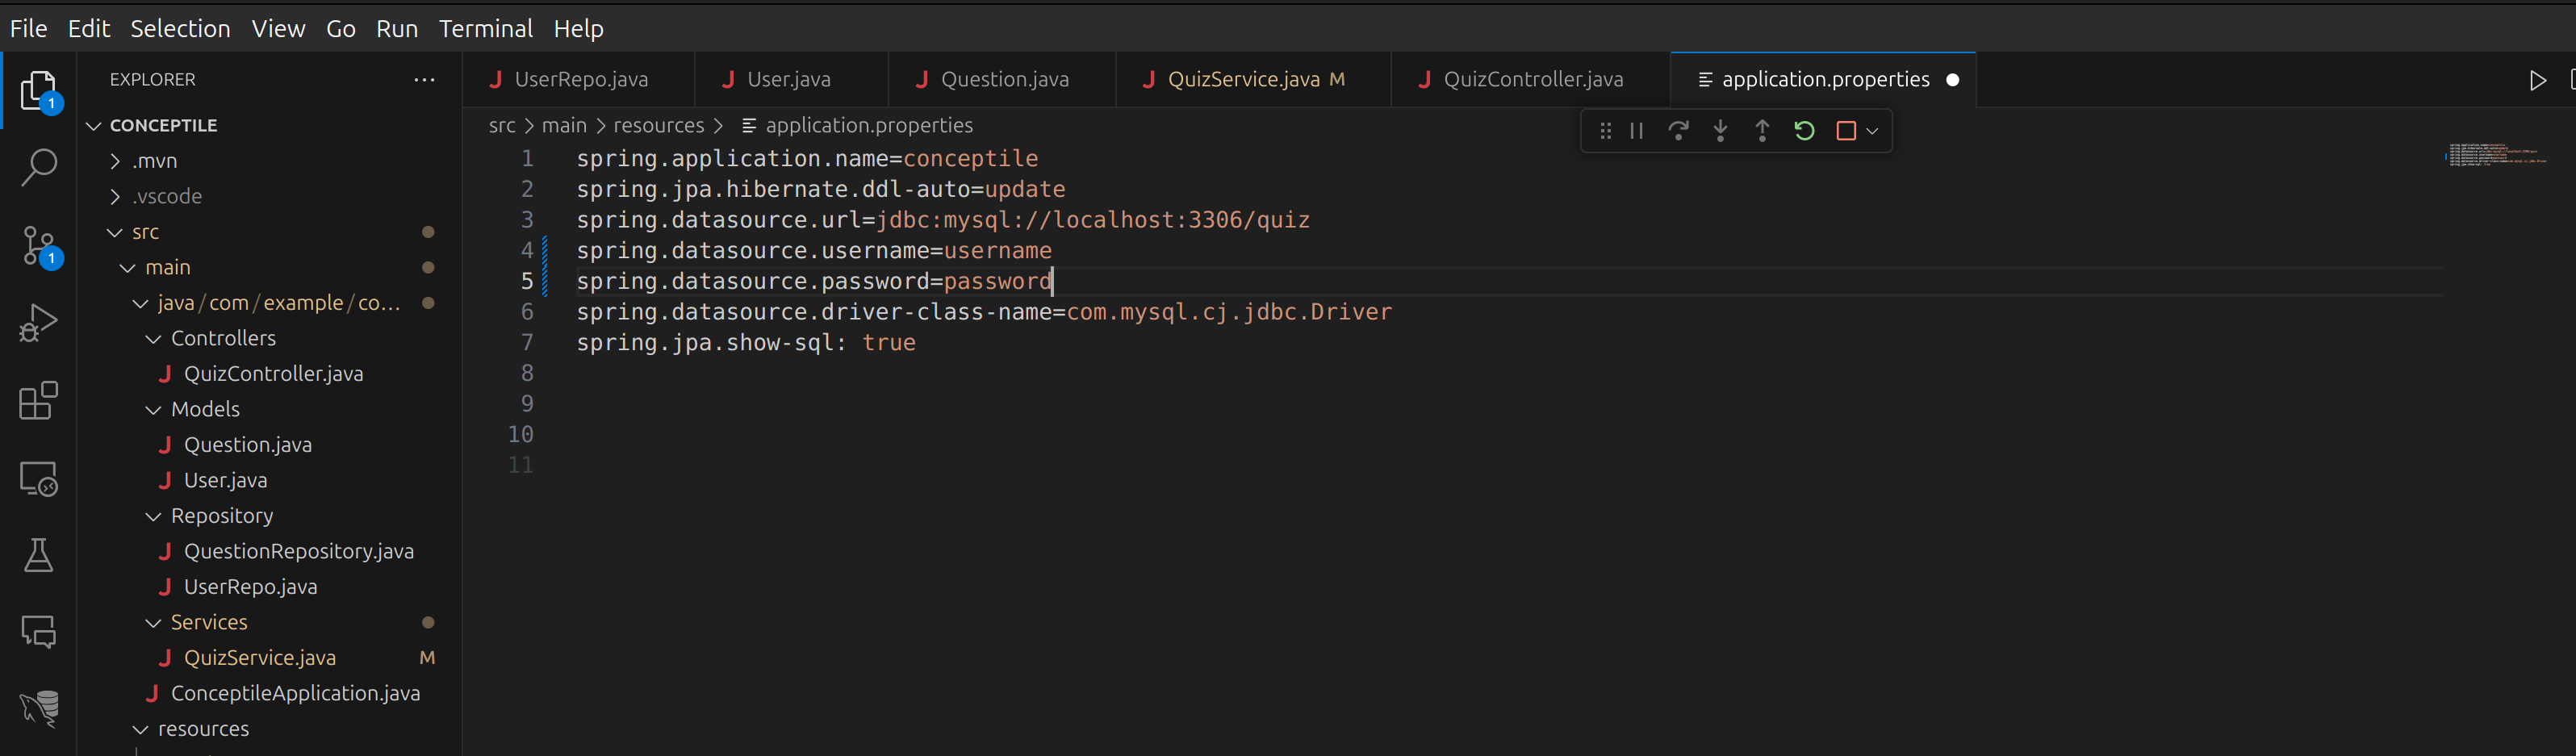 File Edit Selection View Go Run Terminal Help
EXPLORER ···
UserRepo.java
User.java
Question.java
QuizService.java M
QuizController.java
application.properties
1
1
CONCEPTILE
.mvn
.vscode
src
main
java/com/example/co...
Controllers
QuizController.java
Models
Question.java
User.java
Repository
QuestionRepository.java
UserRepo.java
Services
QuizService.java M
ConceptileApplication.java
resources
src > main > resources > application.properties
1 spring.application.name=conceptile
2 spring.jpa.hibernate.ddl-auto=update
3 spring.datasource.url=jdbc:mysql://localhost:3306/quiz
4 spring.datasource.username=username
5 spring.datasource.password=password
6 spring.datasource.driver-class-name=com.mysql.cj.jdbc.Driver
7 spring.jpa.show-sql: true
8
9
10
11